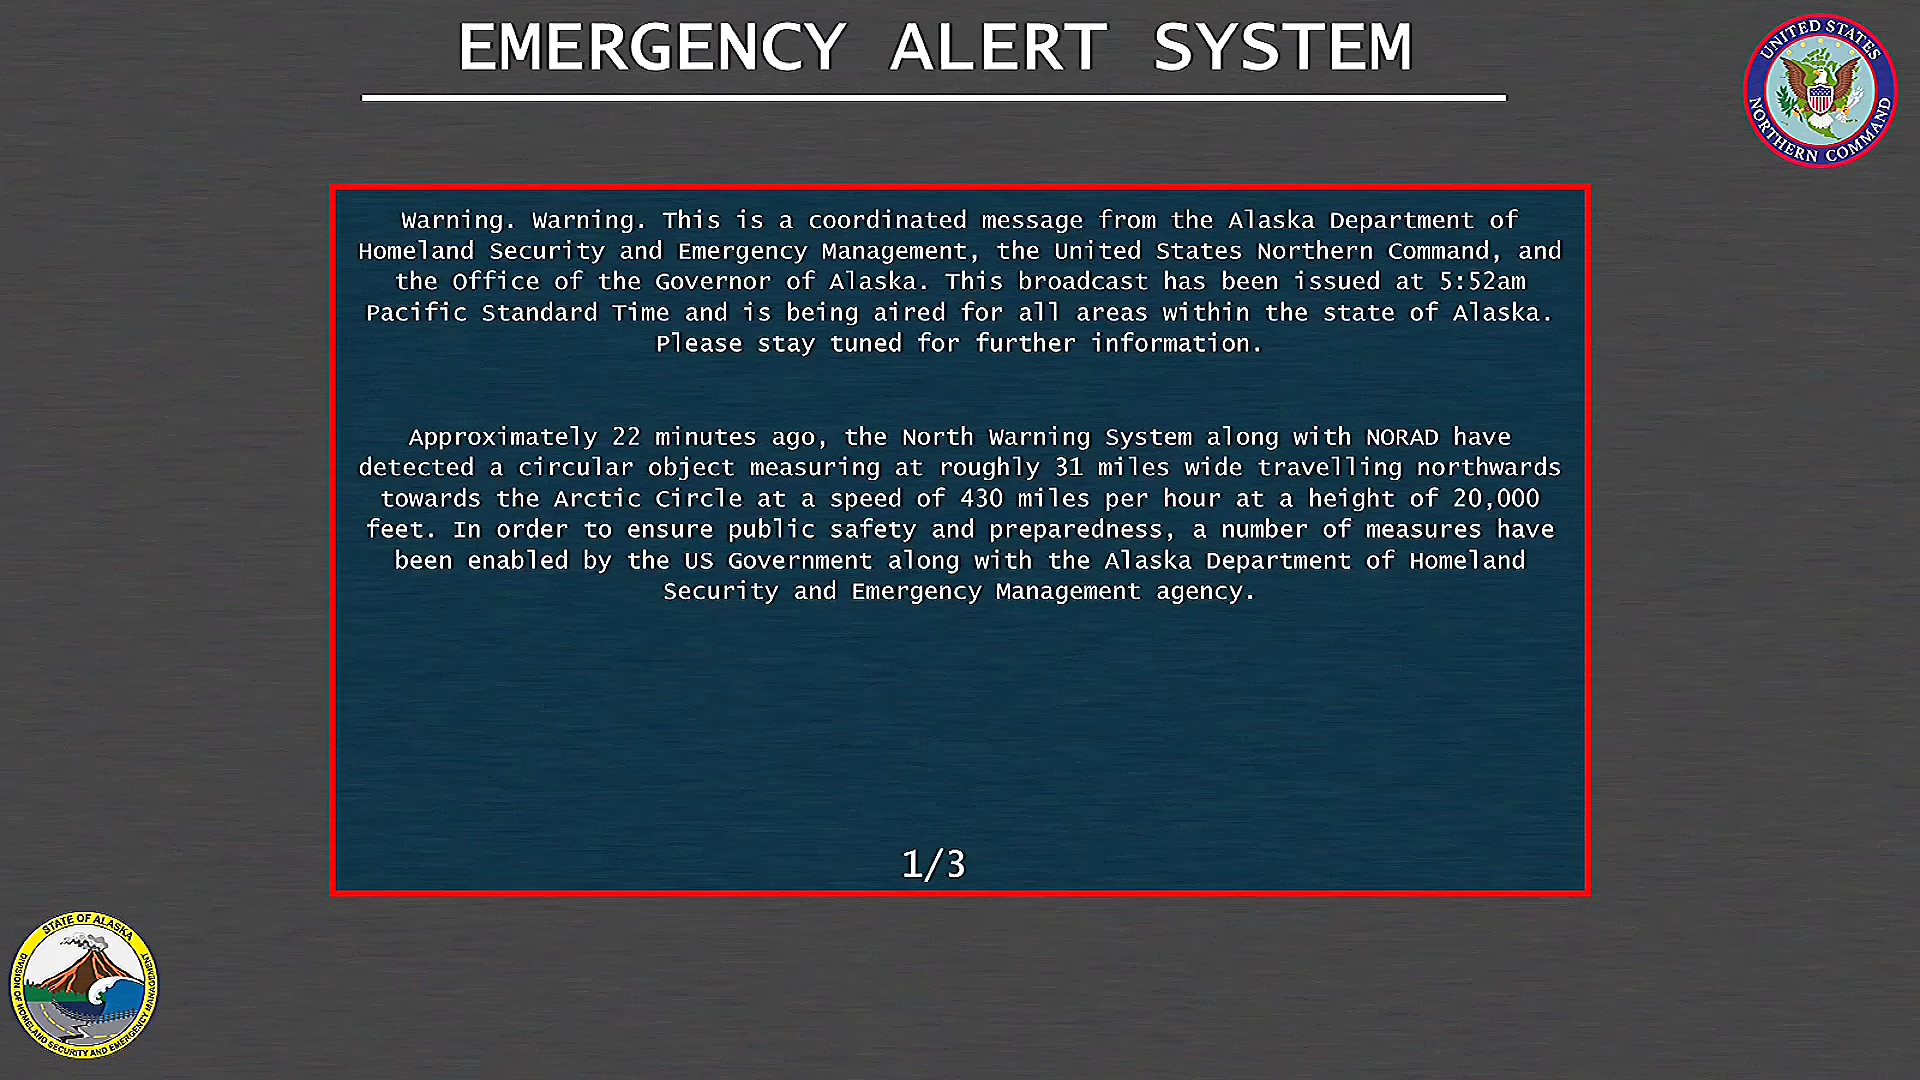 EMERGENCY ALERT SYSTEM
UNITED STATES
NORTHERN COMMAND
Warning. Warning. This is a coordinated message from the Alaska Department of
Homeland Security and Emergency Management, the United States Northern Command, and
the Office of the Governor of Alaska. This broadcast has been issued at 5:52am
Pacific Standard Time and is being aired for all areas within the state of Alaska.
Please stay tuned for further information.
Approximately 22 minutes ago, the North Warning System along with NORAD have
detected a circular object measuring at roughly 31 miles wide travelling northwards
towards the Arctic Circle at a speed of 430 miles per hour at a height of 20,000
feet. In order to ensure public safety and preparedness, a number of measures have
been enabled by the US Government along with the Alaska Department of Homeland
Security and Emergency Management agency.
1/3
STATE OF ALASKA
DIVISION OF HOMELAND SECURITY AND EMERGENCY MANAGEMENT